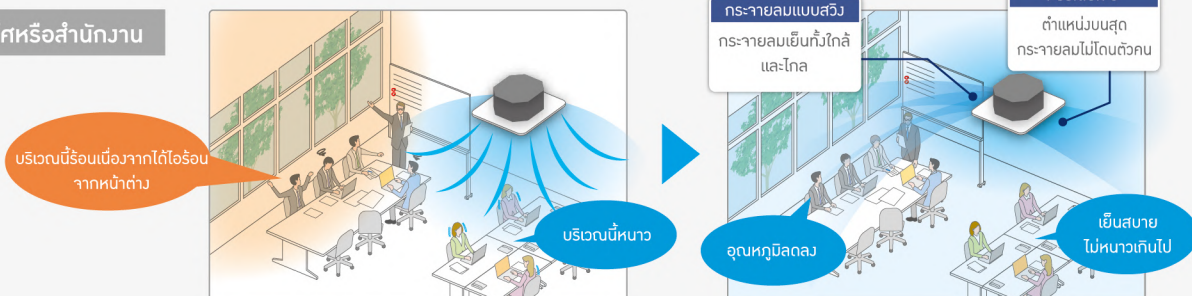 ศหรือสำนักงาน
บริเวณนี้ร้อนเนื่องจากได้ไอร้อน
จากหน้าต่าง
บริเวณนี้หนาว
กระจายลมแบบสวิง
กระจายลมเย็นทั้งใกล้
และไกล
ตำแหน่งบนสุด
กระจายลมไม่โดนตัวคน
อุณหภูมิลดลง
เย็นสบาย
ไม่หนาวเกินไป